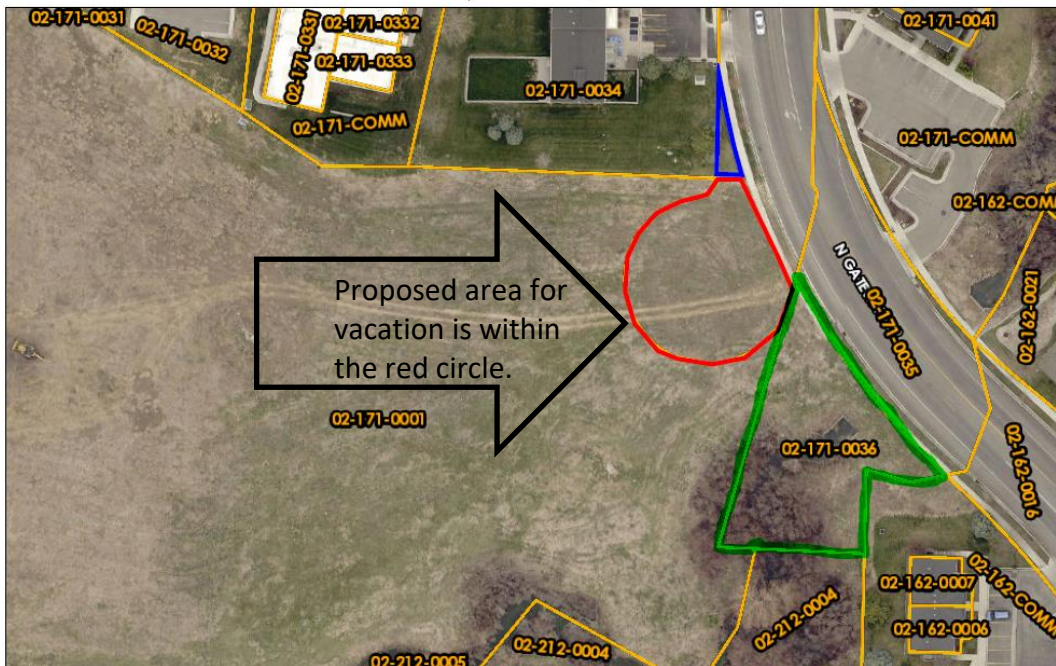 02-171-0031
02-171-0032
02-171-0331
02-171-0332
02-171-0333
02-171-COMM
02-171-0034
02-171-0041
02-171-COMM
02-162-COMM
02-162-0021
N GATE
02-171-0035
Proposed area for
vacation is within
the red circle.
02-171-0001
02-171-0036
02-162-0016
02-162-0007
02-162-COMM
02-162-0006
02-212-0004
02-212-0004
02-212-0005